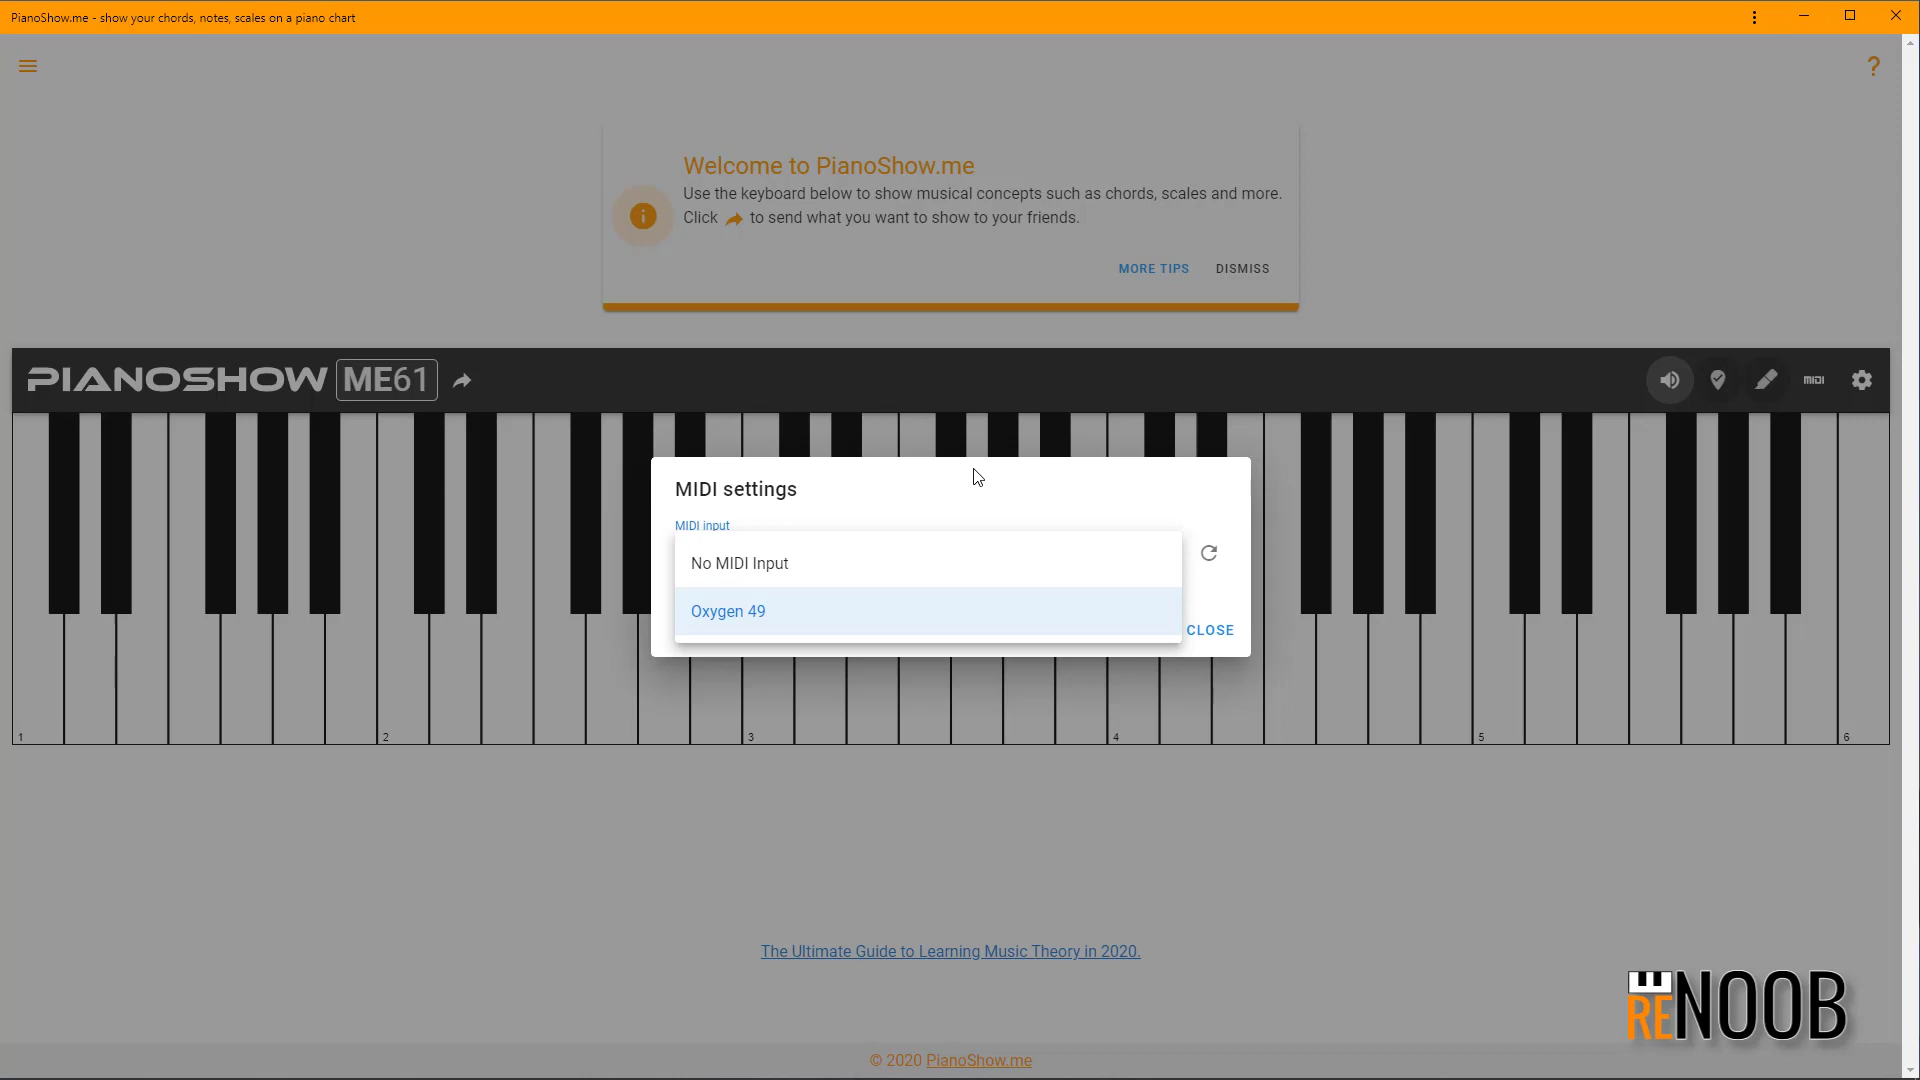 PianoShow.me - show your chords, notes, scales on a piano chart
?
Welcome to PianoShow.me
Use the keyboard below to show musical concepts such as chords, scales and more.
Click to send what you want to show to your friends.
MORE TIPS DISMISS
PIANOSHOW ME61
MIDI
MIDI settings
MIDI input
No MIDI Input
Oxygen 49
CLOSE
1 2 3 4 5 6
The Ultimate Guide to Learning Music Theory in 2020.
RENOOB
© 2020 PianoShow.me